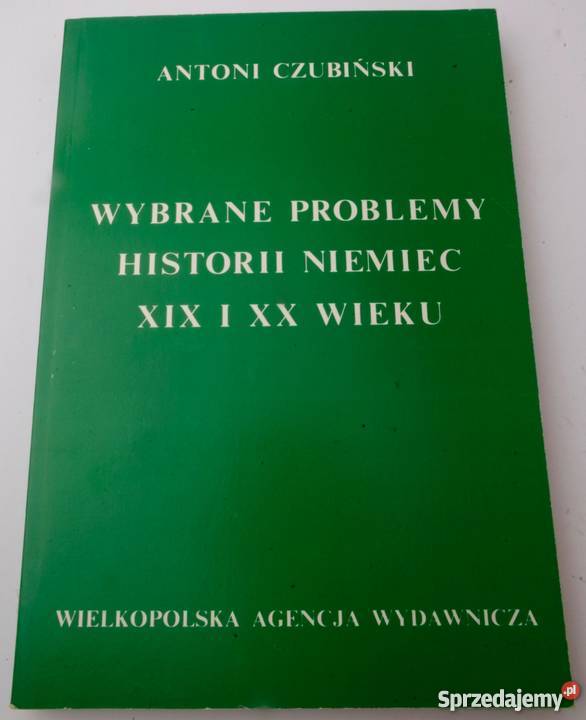 ANTONI CZUBIŃSKI
WYBRANE PROBLEMY
HISTORII NIEMIEC
XIX I XX WIEKU
WIELKOPOLSKA AGENCJA WYDAWNICZA
Sprzedajemy.pl